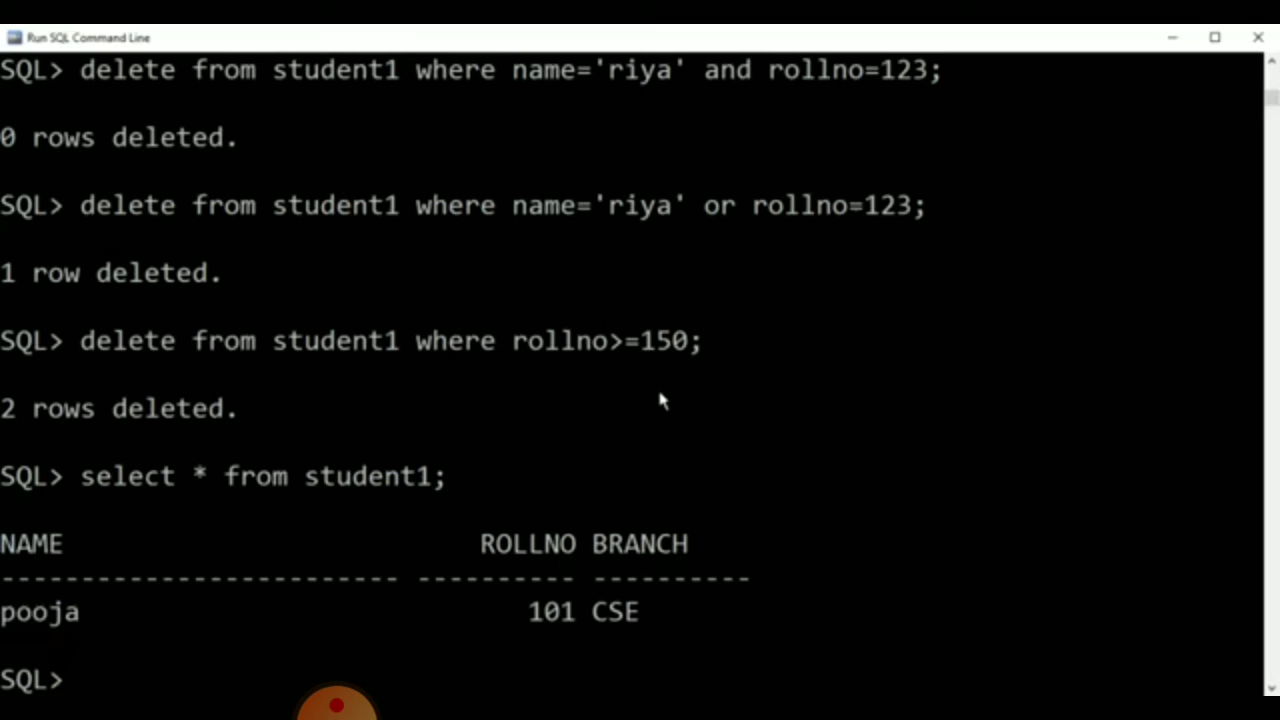 Run SQL Command Line
SQL> delete from student1 where name='riya' and rollno=123;
0 rows deleted.
SQL> delete from student1 where name='riya' or rollno=123;
1 row deleted.
SQL> delete from student1 where rollno>=150;
2 rows deleted.
SQL> select * from student1;
NAME ROLLNO BRANCH
------------------------- ---------- ----------
pooja 101 CSE
SQL>